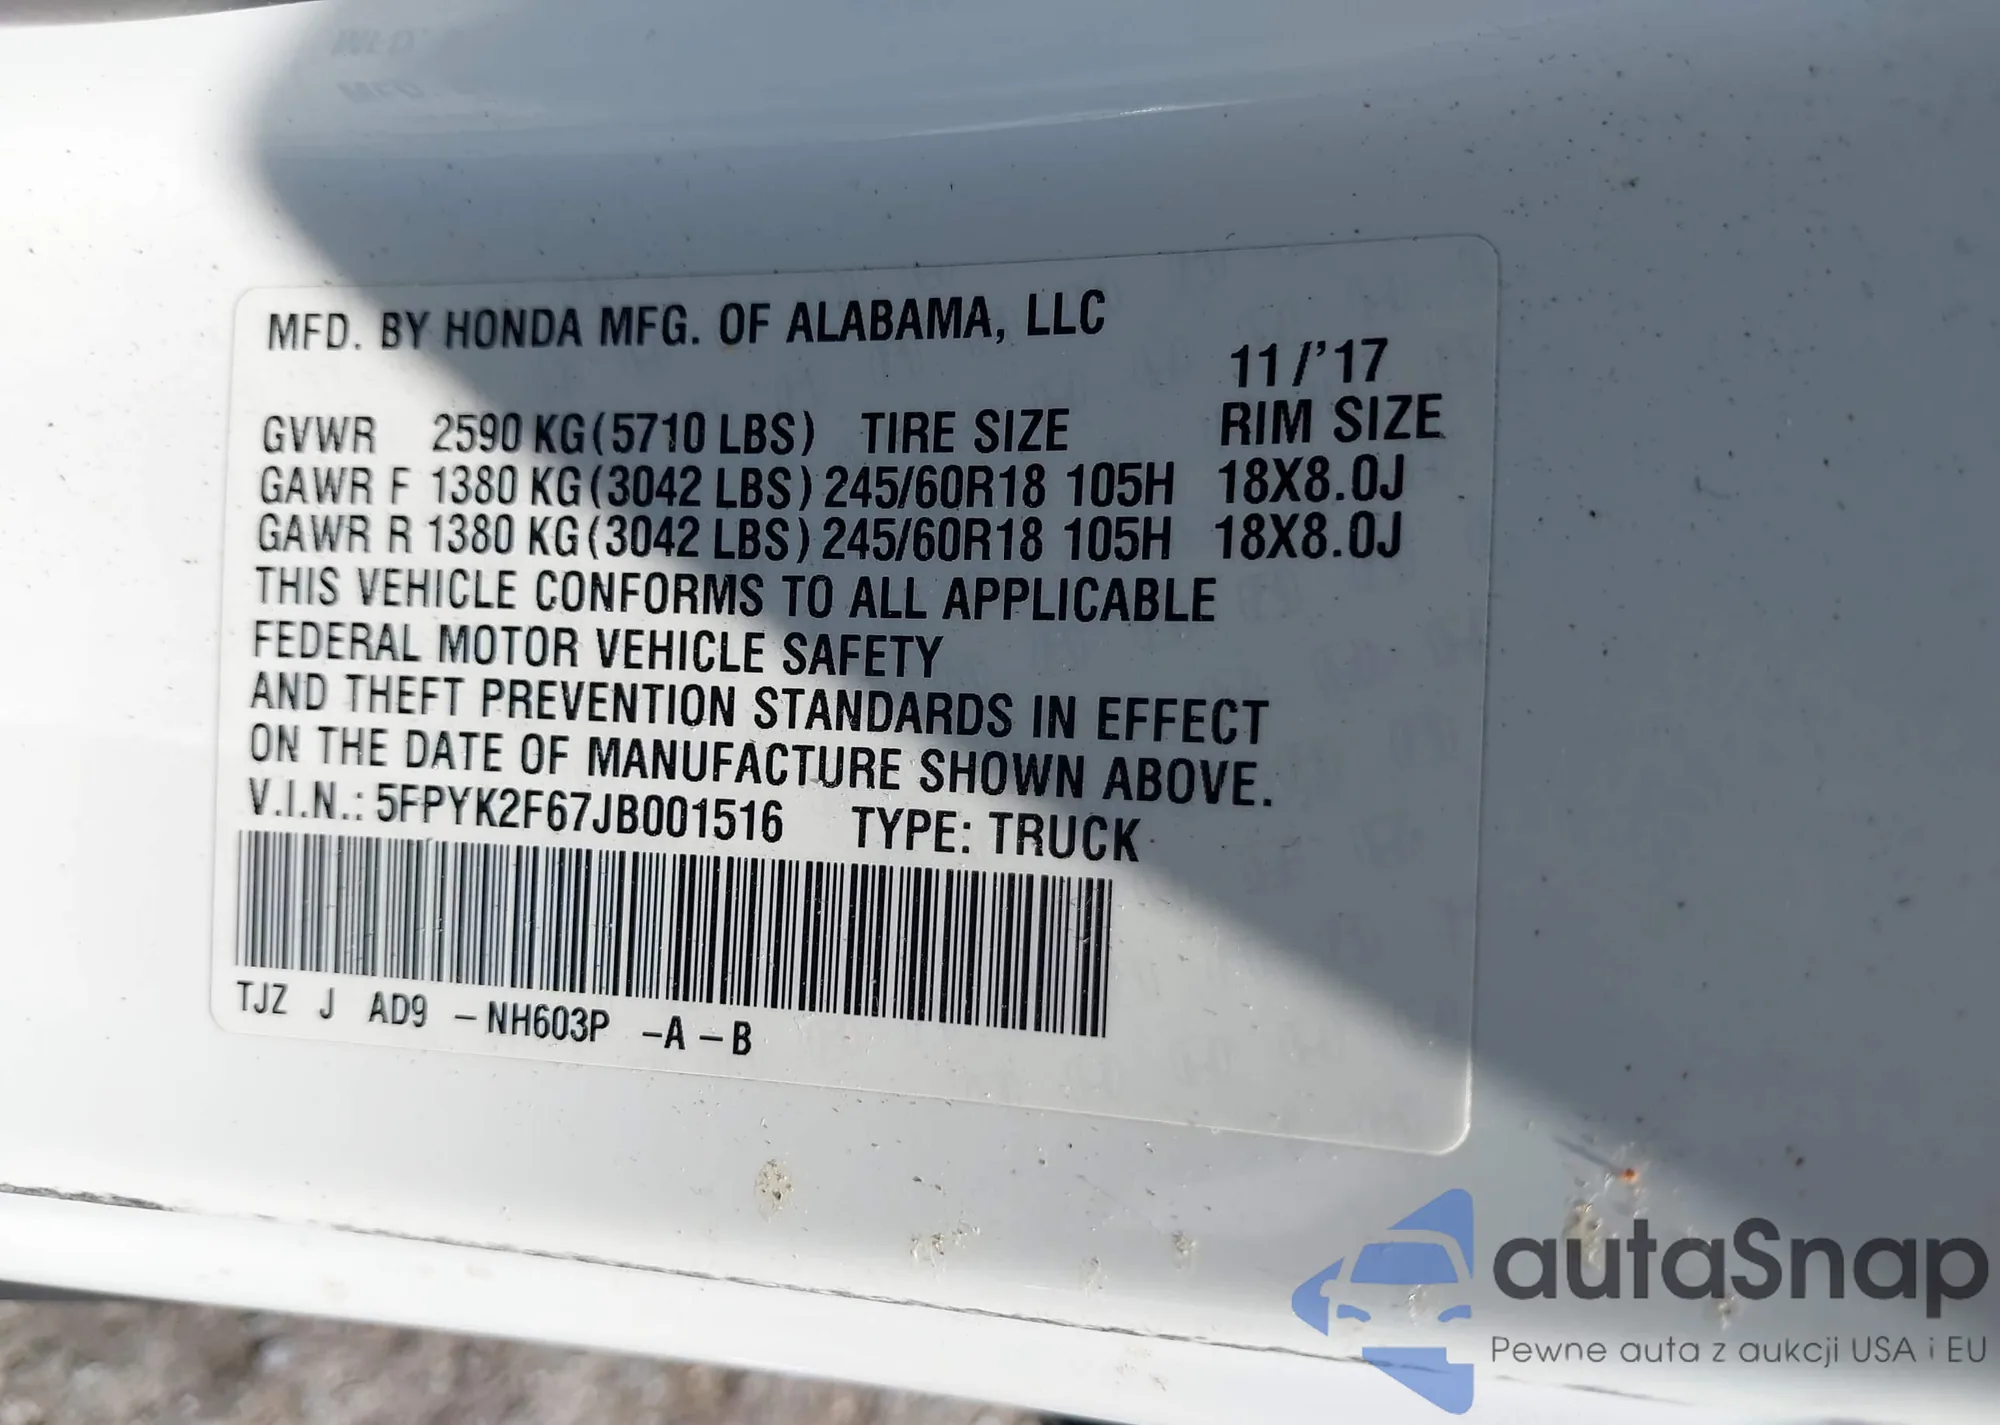 MFD. BY HONDA MFG. OF ALABAMA, LLC
11/'17
GVWR 2590 KG(5710 LBS) TIRE SIZE RIM SIZE
GAWR F 1380 KG(3042 LBS) 245/60R18 105H 18X8.0J
GAWR R 1380 KG(3042 LBS) 245/60R18 105H 18X8.0J
THIS VEHICLE CONFORMS TO ALL APPLICABLE
FEDERAL MOTOR VEHICLE SAFETY
AND THEFT PREVENTION STANDARDS IN EFFECT
ON THE DATE OF MANUFACTURE SHOWN ABOVE.
V.I.N.: 5FPYK2F67JB001516 TYPE: TRUCK
TJZ J AD9 -NH603P -A-B
autaSnap
Pewne auta z aukcji USA i EU